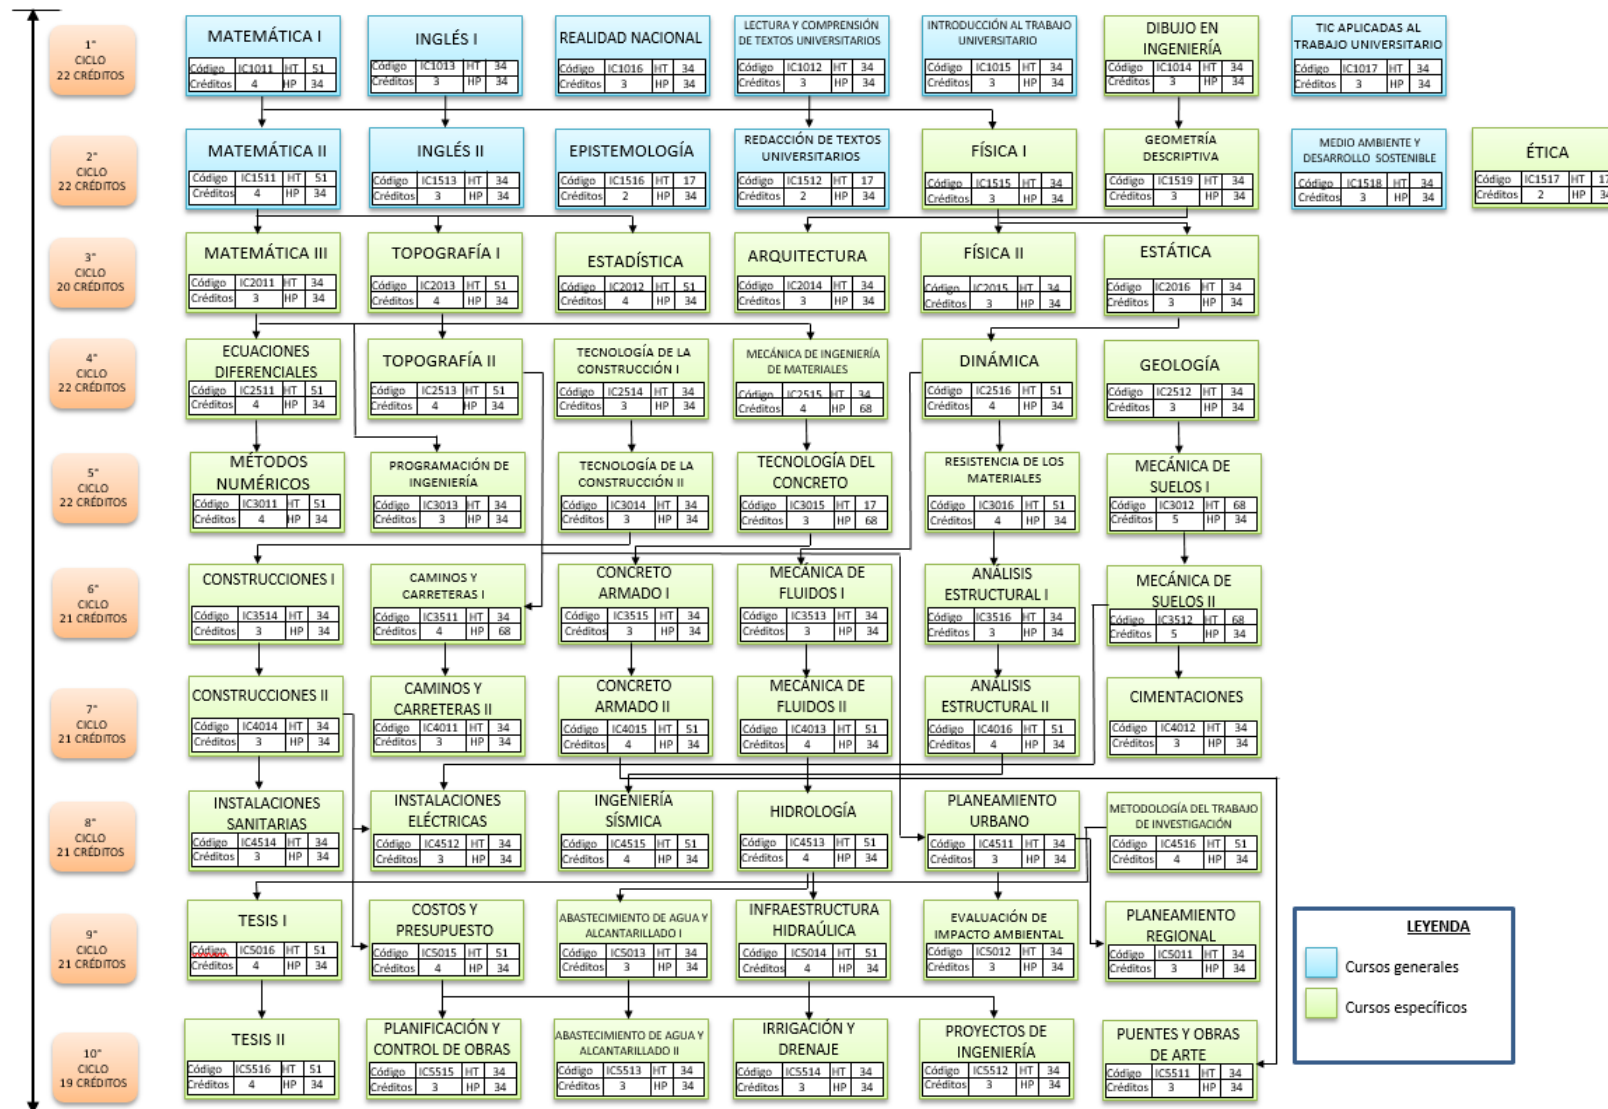 1°
CICLO
22 CRÉDITOS
MATEMÁTICA I
Código IC1011 HT 51
Créditos 4 HP 34
INGLÉS I
Código IC1013 HT 34
Créditos 3 HP 34
REALIDAD NACIONAL
Código IC1016 HT 34
Créditos 3 HP 34
LECTURA Y COMPRENSIÓN
DE TEXTOS UNIVERSITARIOS
Código IC1012 HT 34
Créditos 3 HP 34
INTRODUCCIÓN AL TRABAJO
UNIVERSITARIO
Código IC1015 HT 34
Créditos 3 HP 34
DIBUJO EN
INGENIERÍA
Código IC1014 HT 34
Créditos 3 HP 34
TIC APLICADAS AL
TRABAJO UNIVERSITARIO
Código IC1017 HT 34
Créditos 3 HP 34
2°
CICLO
22 CRÉDITOS
MATEMÁTICA II
Código IC1511 HT 51
Créditos 4 HP 34
INGLÉS II
Código IC1513 HT 34
Créditos 3 HP 34
EPISTEMOLOGÍA
Código IC1516 HT 17
Créditos 2 HP 34
REDACCIÓN DE TEXTOS
UNIVERSITARIOS
Código IC1512 HT 17
Créditos 2 HP 34
FÍSICA I
Código IC1515 HT 34
Créditos 3 HP 34
GEOMETRÍA
DESCRIPTIVA
Código IC1519 HT 34
Créditos 3 HP 34
MEDIO AMBIENTE Y
DESARROLLO SOSTENIBLE
Código IC1518 HT 34
Créditos 3 HP 34
ÉTICA
Código IC1517 HT 17
Créditos 2 HP 34
3°
CICLO
20 CRÉDITOS
MATEMÁTICA III
Código IC2011 HT 34
Créditos 3 HP 34
TOPOGRAFÍA I
Código IC2013 HT 51
Créditos 4 HP 34
ESTADÍSTICA
Código IC2012 HT 51
Créditos 4 HP 34
ARQUITECTURA
Código IC2014 HT 34
Créditos 3 HP 34
FÍSICA II
Código IC2015 HT 34
Créditos 3 HP 34
ESTÁTICA
Código IC2016 HT 34
Créditos 3 HP 34
4°
CICLO
22 CRÉDITOS
ECUACIONES
DIFERENCIALES
Código IC2511 HT 51
Créditos 4 HP 34
TOPOGRAFÍA II
Código IC2513 HT 51
Créditos 4 HP 34
TECNOLOGÍA DE LA
CONSTRUCCIÓN I
Código IC2514 HT 34
Créditos 3 HP 34
MECÁNICA DE INGENIERÍA
DE MATERIALES
Código IC2515 HT 34
Créditos 4 HP 68
DINÁMICA
Código IC2516 HT 51
Créditos 4 HP 34
GEOLOGÍA
Código IC2512 HT 34
Créditos 3 HP 34
5°
CICLO
22 CRÉDITOS
MÉTODOS
NUMÉRICOS
Código IC3011 HT 51
Créditos 4 HP 34
PROGRAMACIÓN DE
INGENIERÍA
Código IC3013 HT 34
Créditos 3 HP 34
TECNOLOGÍA DE LA
CONSTRUCCIÓN II
Código IC3014 HT 34
Créditos 3 HP 34
TECNOLOGÍA DEL
CONCRETO
Código IC3015 HT 17
Créditos 3 HP 68
RESISTENCIA DE LOS
MATERIALES
Código IC3016 HT 51
Créditos 4 HP 34
MECÁNICA DE
SUELOS I
Código IC3012 HT 68
Créditos 5 HP 34
6°
CICLO
21 CRÉDITOS
CONSTRUCCIONES I
Código IC3514 HT 34
Créditos 3 HP 34
CAMINOS Y
CARRETERAS I
Código IC3511 HT 34
Créditos 4 HP 68
CONCRETO
ARMADO I
Código IC3515 HT 34
Créditos 3 HP 34
MECÁNICA DE
FLUIDOS I
Código IC3513 HT 34
Créditos 3 HP 34
ANÁLISIS
ESTRUCTURAL I
Código IC3516 HT 34
Créditos 3 HP 34
MECÁNICA DE
SUELOS II
Código IC3512 HT 68
Créditos 5 HP 34
7°
CICLO
21 CRÉDITOS
CONSTRUCCIONES II
Código IC4014 HT 34
Créditos 3 HP 34
CAMINOS Y
CARRETERAS II
Código IC4011 HT 34
Créditos 3 HP 34
CONCRETO
ARMADO II
Código IC4015 HT 51
Créditos 4 HP 34
MECÁNICA DE
FLUIDOS II
Código IC4013 HT 51
Créditos 4 HP 34
ANÁLISIS
ESTRUCTURAL II
Código IC4016 HT 51
Créditos 4 HP 34
CIMENTACIONES
Código IC4012 HT 34
Créditos 3 HP 34
8°
CICLO
21 CRÉDITOS
INSTALACIONES
SANITARIAS
Código IC4514 HT 34
Créditos 3 HP 34
INSTALACIONES
ELÉCTRICAS
Código IC4512 HT 34
Créditos 3 HP 34
INGENIERÍA
SÍSMICA
Código IC4515 HT 51
Créditos 4 HP 34
HIDROLOGÍA
Código IC4513 HT 51
Créditos 4 HP 34
PLANEAMIENTO
URBANO
Código IC4511 HT 34
Créditos 3 HP 34
METODOLOGÍA DEL TRABAJO
DE INVESTIGACIÓN
Código IC4516 HT 51
Créditos 4 HP 34
9°
CICLO
21 CRÉDITOS
TESIS I
Código IC5016 HT 51
Créditos 4 HP 34
COSTOS Y
PRESUPUESTO
Código IC5015 HT 51
Créditos 4 HP 34
ABASTECIMIENTO DE AGUA Y
ALCANTARILLADO I
Código IC5013 HT 34
Créditos 3 HP 34
INFRAESTRUCTURA
HIDRAÚLICA
Código IC5014 HT 51
Créditos 4 HP 34
EVALUACIÓN DE
IMPACTO AMBIENTAL
Código IC5012 HT 34
Créditos 3 HP 34
PLANEAMIENTO
REGIONAL
Código IC5011 HT 34
Créditos 3 HP 34
10°
CICLO
19 CRÉDITOS
TESIS II
Código IC5516 HT 51
Créditos 4 HP 34
PLANIFICACIÓN Y
CONTROL DE OBRAS
Código IC5515 HT 34
Créditos 3 HP 34
ABASTECIMIENTO DE AGUA Y
ALCANTARILLADO II
Código IC5513 HT 34
Créditos 3 HP 34
IRRIGACIÓN Y
DRENAJE
Código IC5514 HT 34
Créditos 3 HP 34
PROYECTOS DE
INGENIERÍA
Código IC5512 HT 34
Créditos 3 HP 34
PUENTES Y OBRAS
DE ARTE
Código IC5511 HT 34
Créditos 3 HP 34
LEYENDA
Cursos generales
Cursos específicos